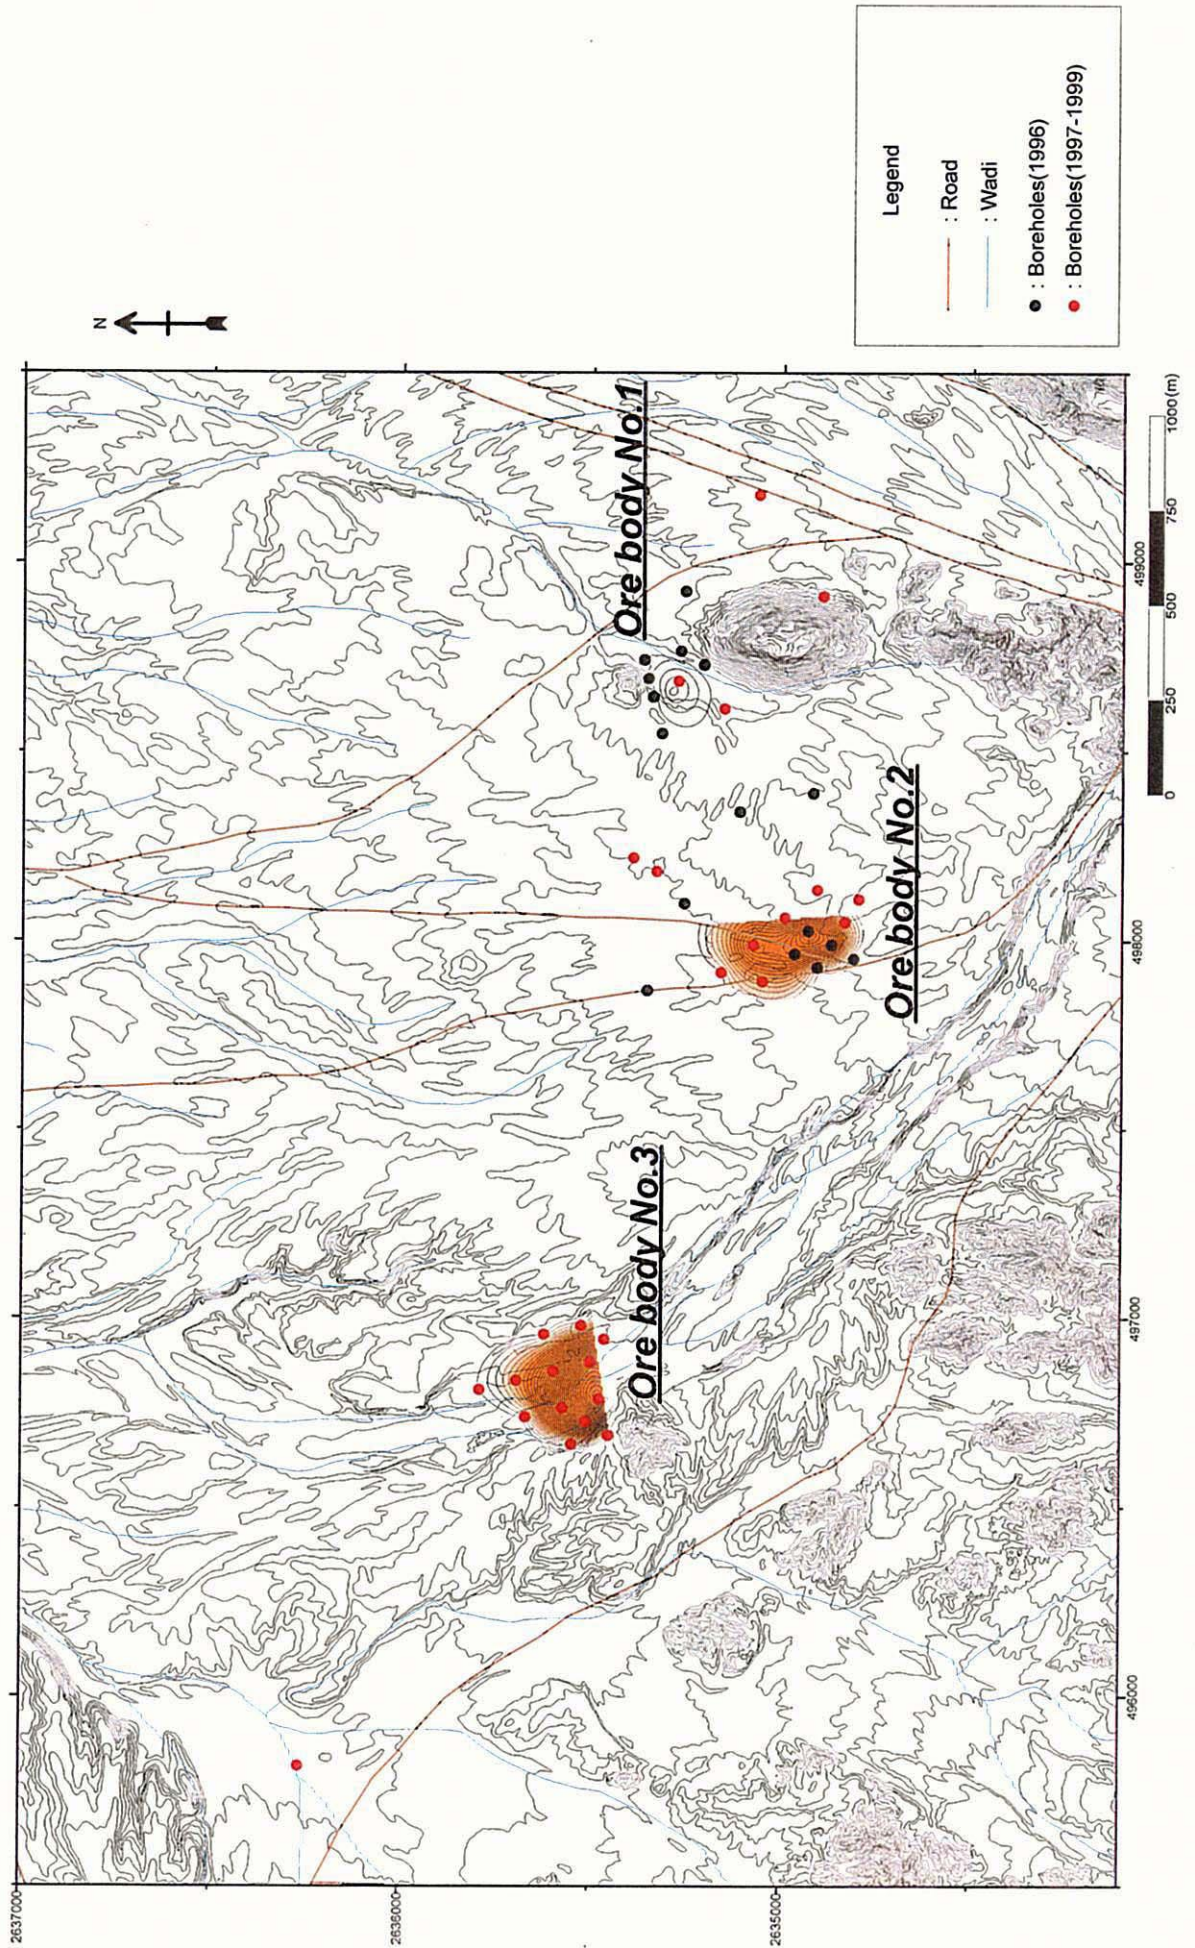 N
Ore body No.1
Ore body No.2
Ore body No.3
2637000
2636000
2635000
496000
497000
498000
499000
0
250
500
750
1000(m)
Legend
: Road
: Wadi
: Boreholes(1996)
: Boreholes(1997-1999)